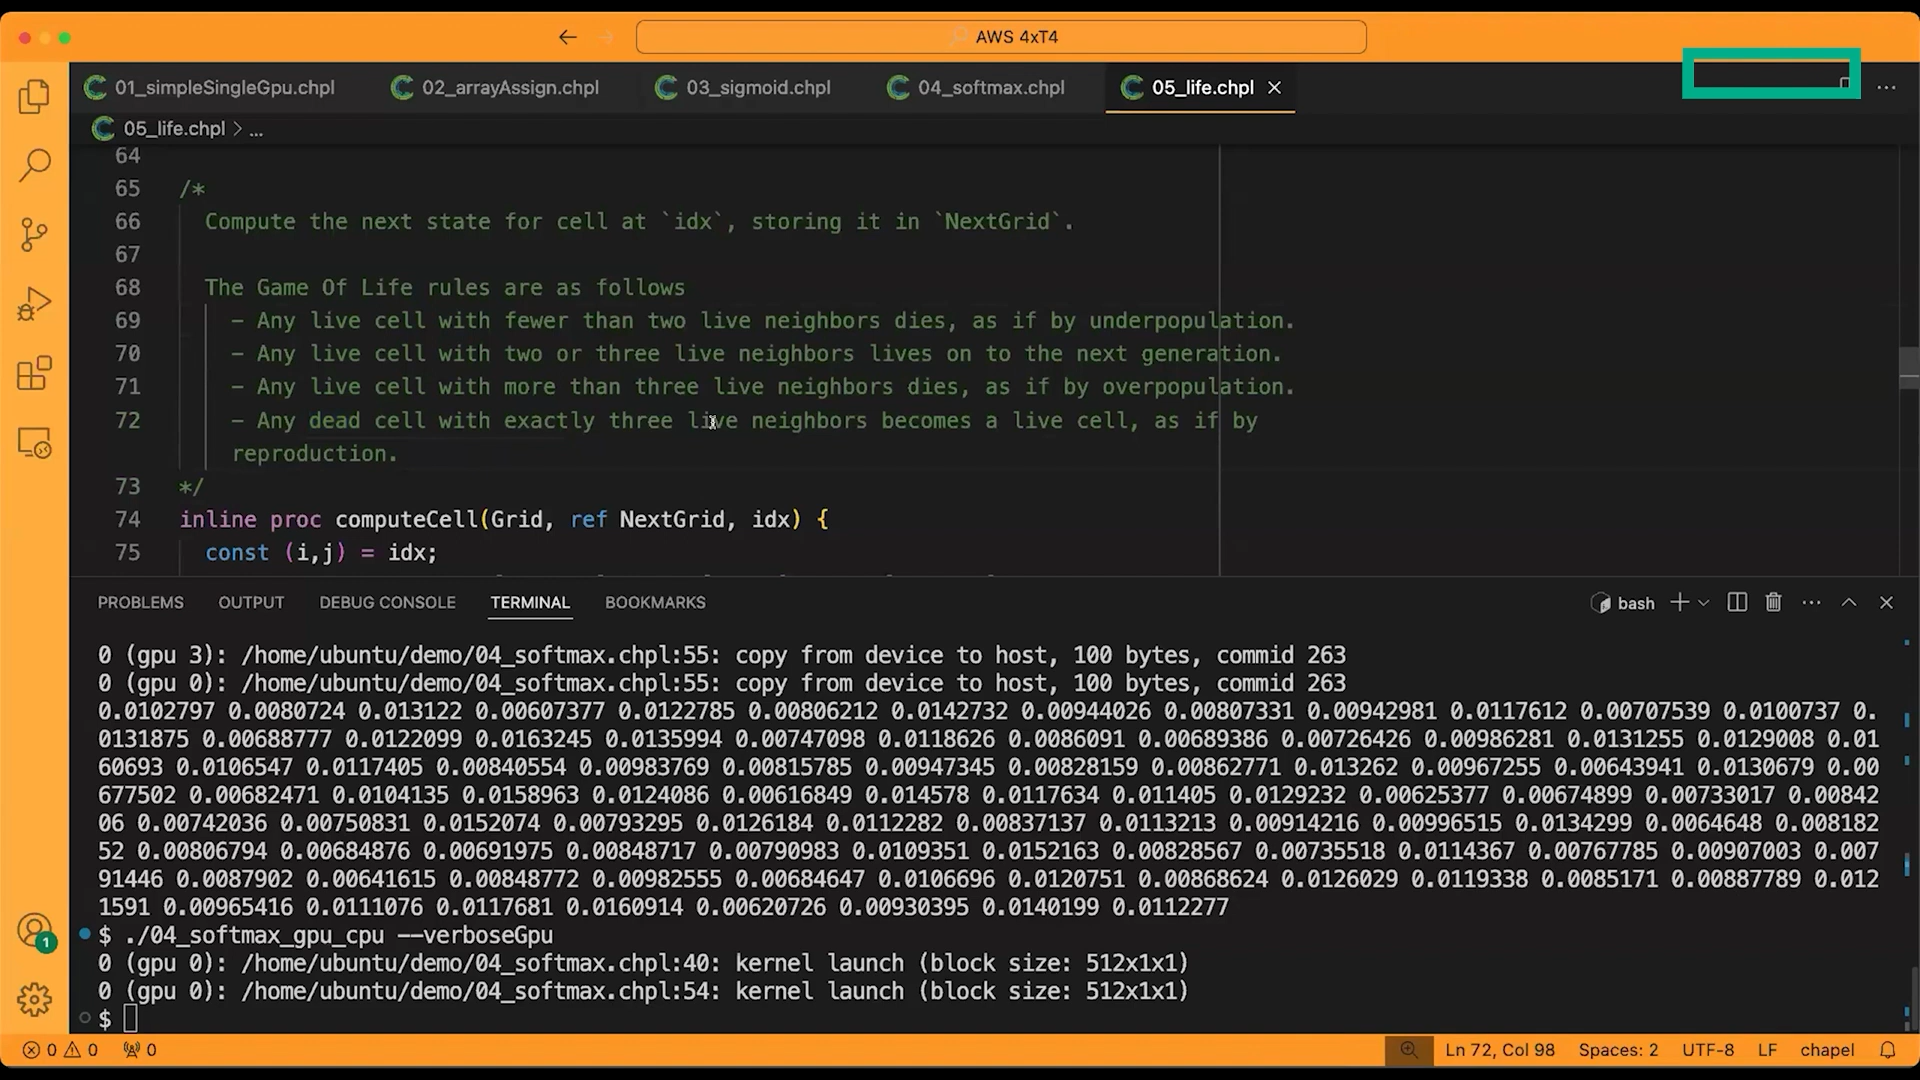 AWS 4xT4
01_simpleSingleGpu.chpl 02_arrayAssign.chpl 03_sigmoid.chpl 04_softmax.chpl 05_life.chpl
05_life.chpl > ...
64
65 /*
66 Compute the next state for cell at `idx`, storing it in `NextGrid`.
67
68 The Game Of Life rules are as follows
69 - Any live cell with fewer than two live neighbors dies, as if by underpopulation.
70 - Any live cell with two or three live neighbors lives on to the next generation.
71 - Any live cell with more than three live neighbors dies, as if by overpopulation.
72 - Any dead cell with exactly three live neighbors becomes a live cell, as if by
reproduction.
73 */
74 inline proc computeCell(Grid, ref NextGrid, idx) {
75 const (i,j) = idx;
PROBLEMS OUTPUT DEBUG CONSOLE TERMINAL BOOKMARKS bash
0 (gpu 3): /home/ubuntu/demo/04_softmax.chpl:55: copy from device to host, 100 bytes, commid 263
0 (gpu 0): /home/ubuntu/demo/04_softmax.chpl:55: copy from device to host, 100 bytes, commid 263
0.0102797 0.0080724 0.013122 0.00607377 0.0122785 0.00806212 0.0142732 0.00944026 0.00807331 0.00942981 0.0117612 0.00707539 0.0100737 0.
0131875 0.00688777 0.0122099 0.0163245 0.0135994 0.00747098 0.0118626 0.0086091 0.00689386 0.00726426 0.00986281 0.0131255 0.0129008 0.01
60693 0.0106547 0.0117405 0.00840554 0.00983769 0.00815785 0.00947345 0.00828159 0.00862771 0.013262 0.00967255 0.00643941 0.0130679 0.00
677502 0.00682471 0.0104135 0.0158963 0.0124086 0.00616849 0.014578 0.0117634 0.011405 0.0129232 0.00625377 0.00674899 0.00733017 0.00842
06 0.00742036 0.00750831 0.0152074 0.00793295 0.0126184 0.0112282 0.00837137 0.0113213 0.00914216 0.00996515 0.0134299 0.0064648 0.008182
52 0.00806794 0.00684876 0.00691975 0.00848717 0.00790983 0.0109351 0.0152163 0.00828567 0.00735518 0.0114367 0.00767785 0.00907003 0.007
91446 0.0087902 0.00641615 0.00848772 0.00982555 0.00684647 0.0106696 0.0120751 0.00868624 0.0126029 0.0119338 0.0085171 0.00887789 0.012
1591 0.00965416 0.0111076 0.0117681 0.0160914 0.00620726 0.00930395 0.0140199 0.0112277
$ ./04_softmax_gpu_cpu --verboseGpu
0 (gpu 0): /home/ubuntu/demo/04_softmax.chpl:40: kernel launch (block size: 512x1x1)
0 (gpu 0): /home/ubuntu/demo/04_softmax.chpl:54: kernel launch (block size: 512x1x1)
$
1
0 0 0 Ln 72, Col 98 Spaces: 2 UTF-8 LF chapel